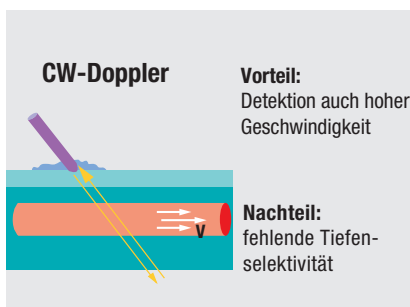 CW-Doppler
Vorteil:
Detektion auch hoher
Geschwindigkeit
v
Nachteil:
fehlende Tiefen-
selektivität